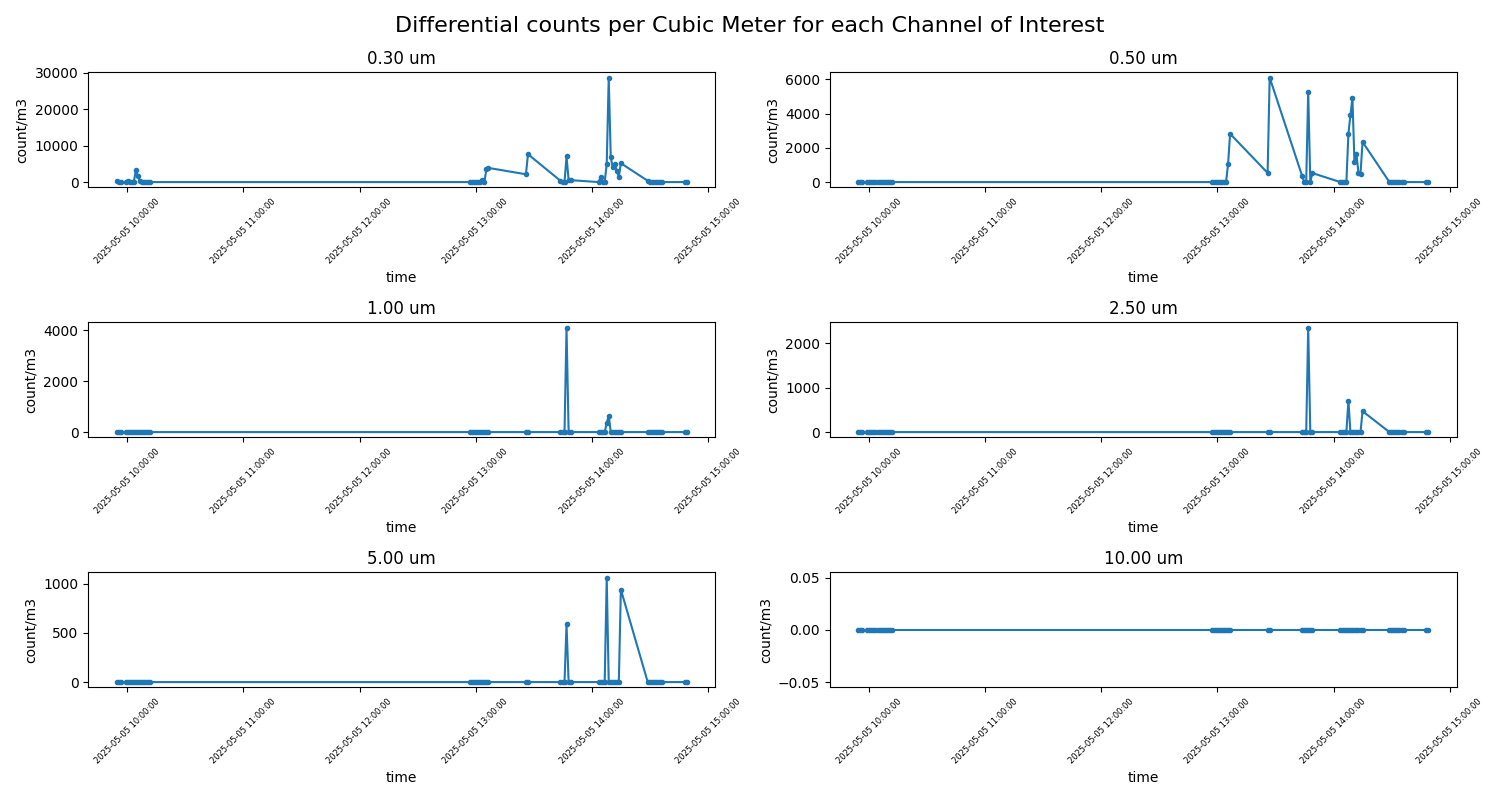 Differential counts per Cubic Meter for each Channel of Interest
0.30 um
count/m3
30000
20000
10000
0
2025-05-05 10:00:00
2025-05-05 11:00:00
2025-05-05 12:00:00
2025-05-05 13:00:00
2025-05-05 14:00:00
2025-05-05 15:00:00
time
0.50 um
count/m3
6000
4000
2000
0
2025-05-05 10:00:00
2025-05-05 11:00:00
2025-05-05 12:00:00
2025-05-05 13:00:00
2025-05-05 14:00:00
2025-05-05 15:00:00
time
1.00 um
count/m3
4000
2000
0
2025-05-05 10:00:00
2025-05-05 11:00:00
2025-05-05 12:00:00
2025-05-05 13:00:00
2025-05-05 14:00:00
2025-05-05 15:00:00
time
2.50 um
count/m3
2000
1000
0
2025-05-05 10:00:00
2025-05-05 11:00:00
2025-05-05 12:00:00
2025-05-05 13:00:00
2025-05-05 14:00:00
2025-05-05 15:00:00
time
5.00 um
count/m3
1000
500
0
2025-05-05 10:00:00
2025-05-05 11:00:00
2025-05-05 12:00:00
2025-05-05 13:00:00
2025-05-05 14:00:00
2025-05-05 15:00:00
time
10.00 um
count/m3
0.05
0.00
−0.05
2025-05-05 10:00:00
2025-05-05 11:00:00
2025-05-05 12:00:00
2025-05-05 13:00:00
2025-05-05 14:00:00
2025-05-05 15:00:00
time